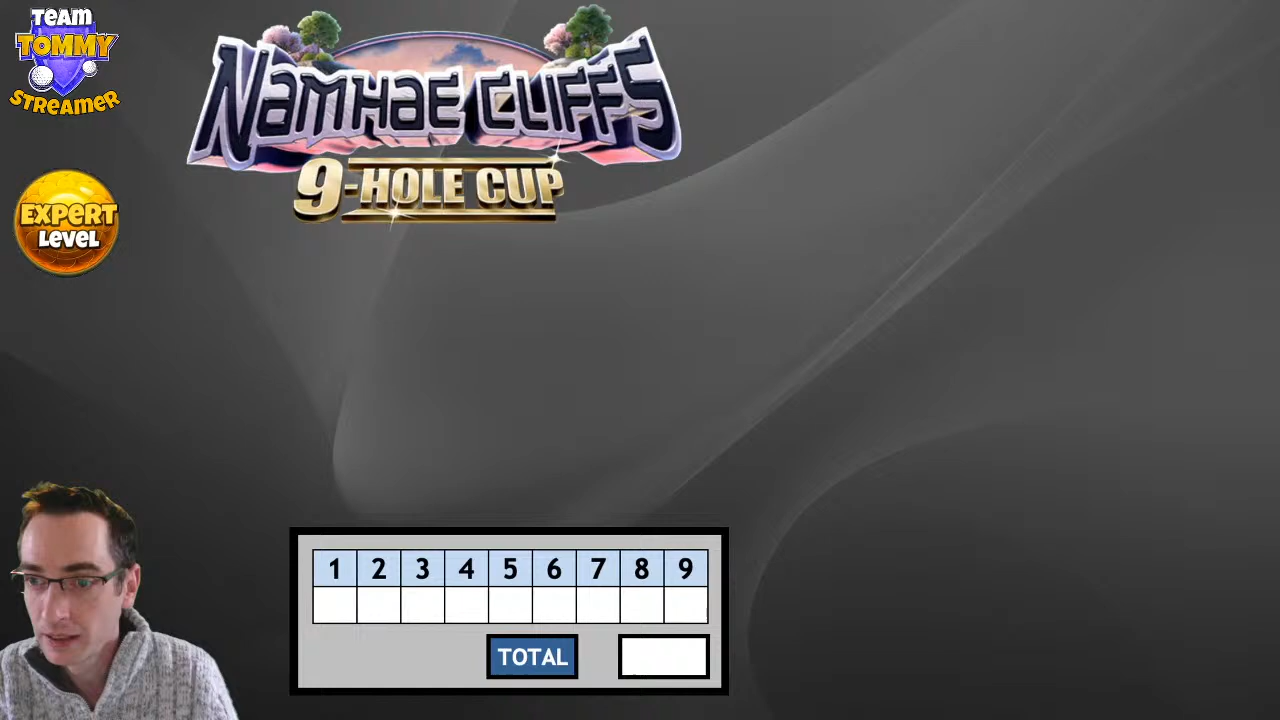 TEAM
TOMMY
STREAMER
NAMHAE CLIFFS
9-HOLE CUP
EXPERT
LEVEL
1 2 3 4 5 6 7 8 9
TOTAL